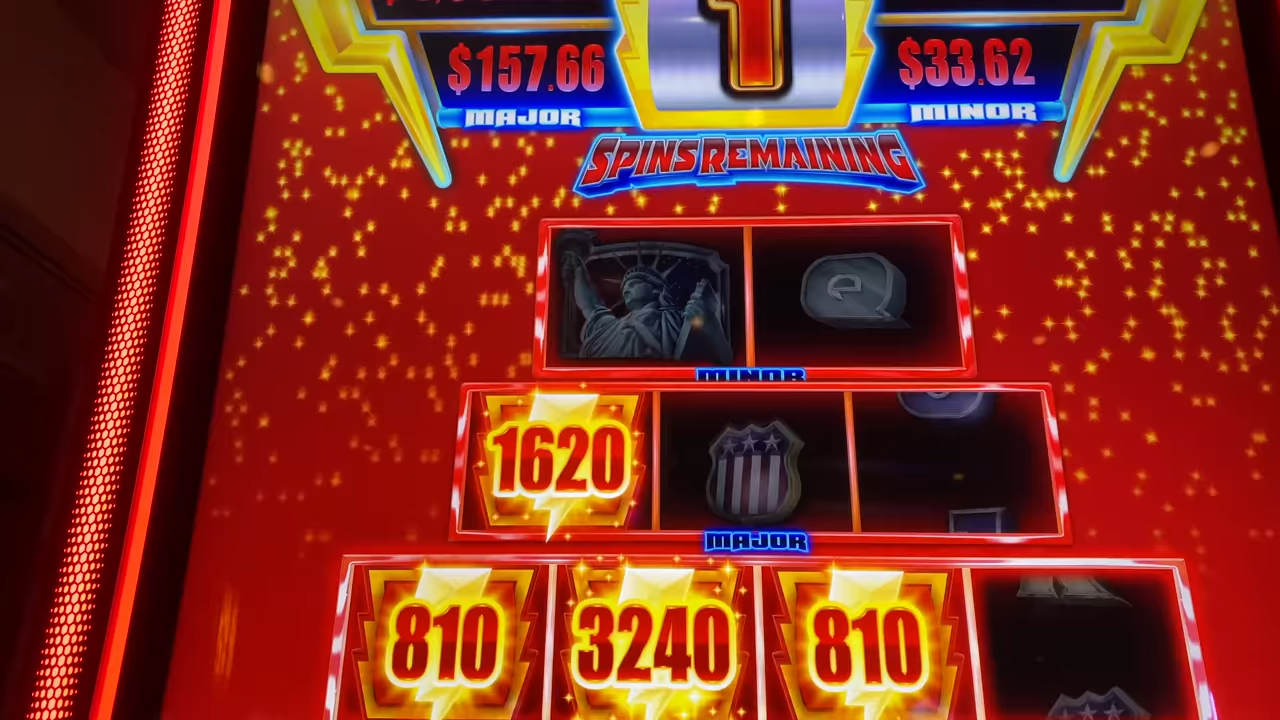 1
$157.66
MAJOR
$33.62
MINOR
SPINS REMAINING
e
MINOR
1620
MAJOR
810
3240
810